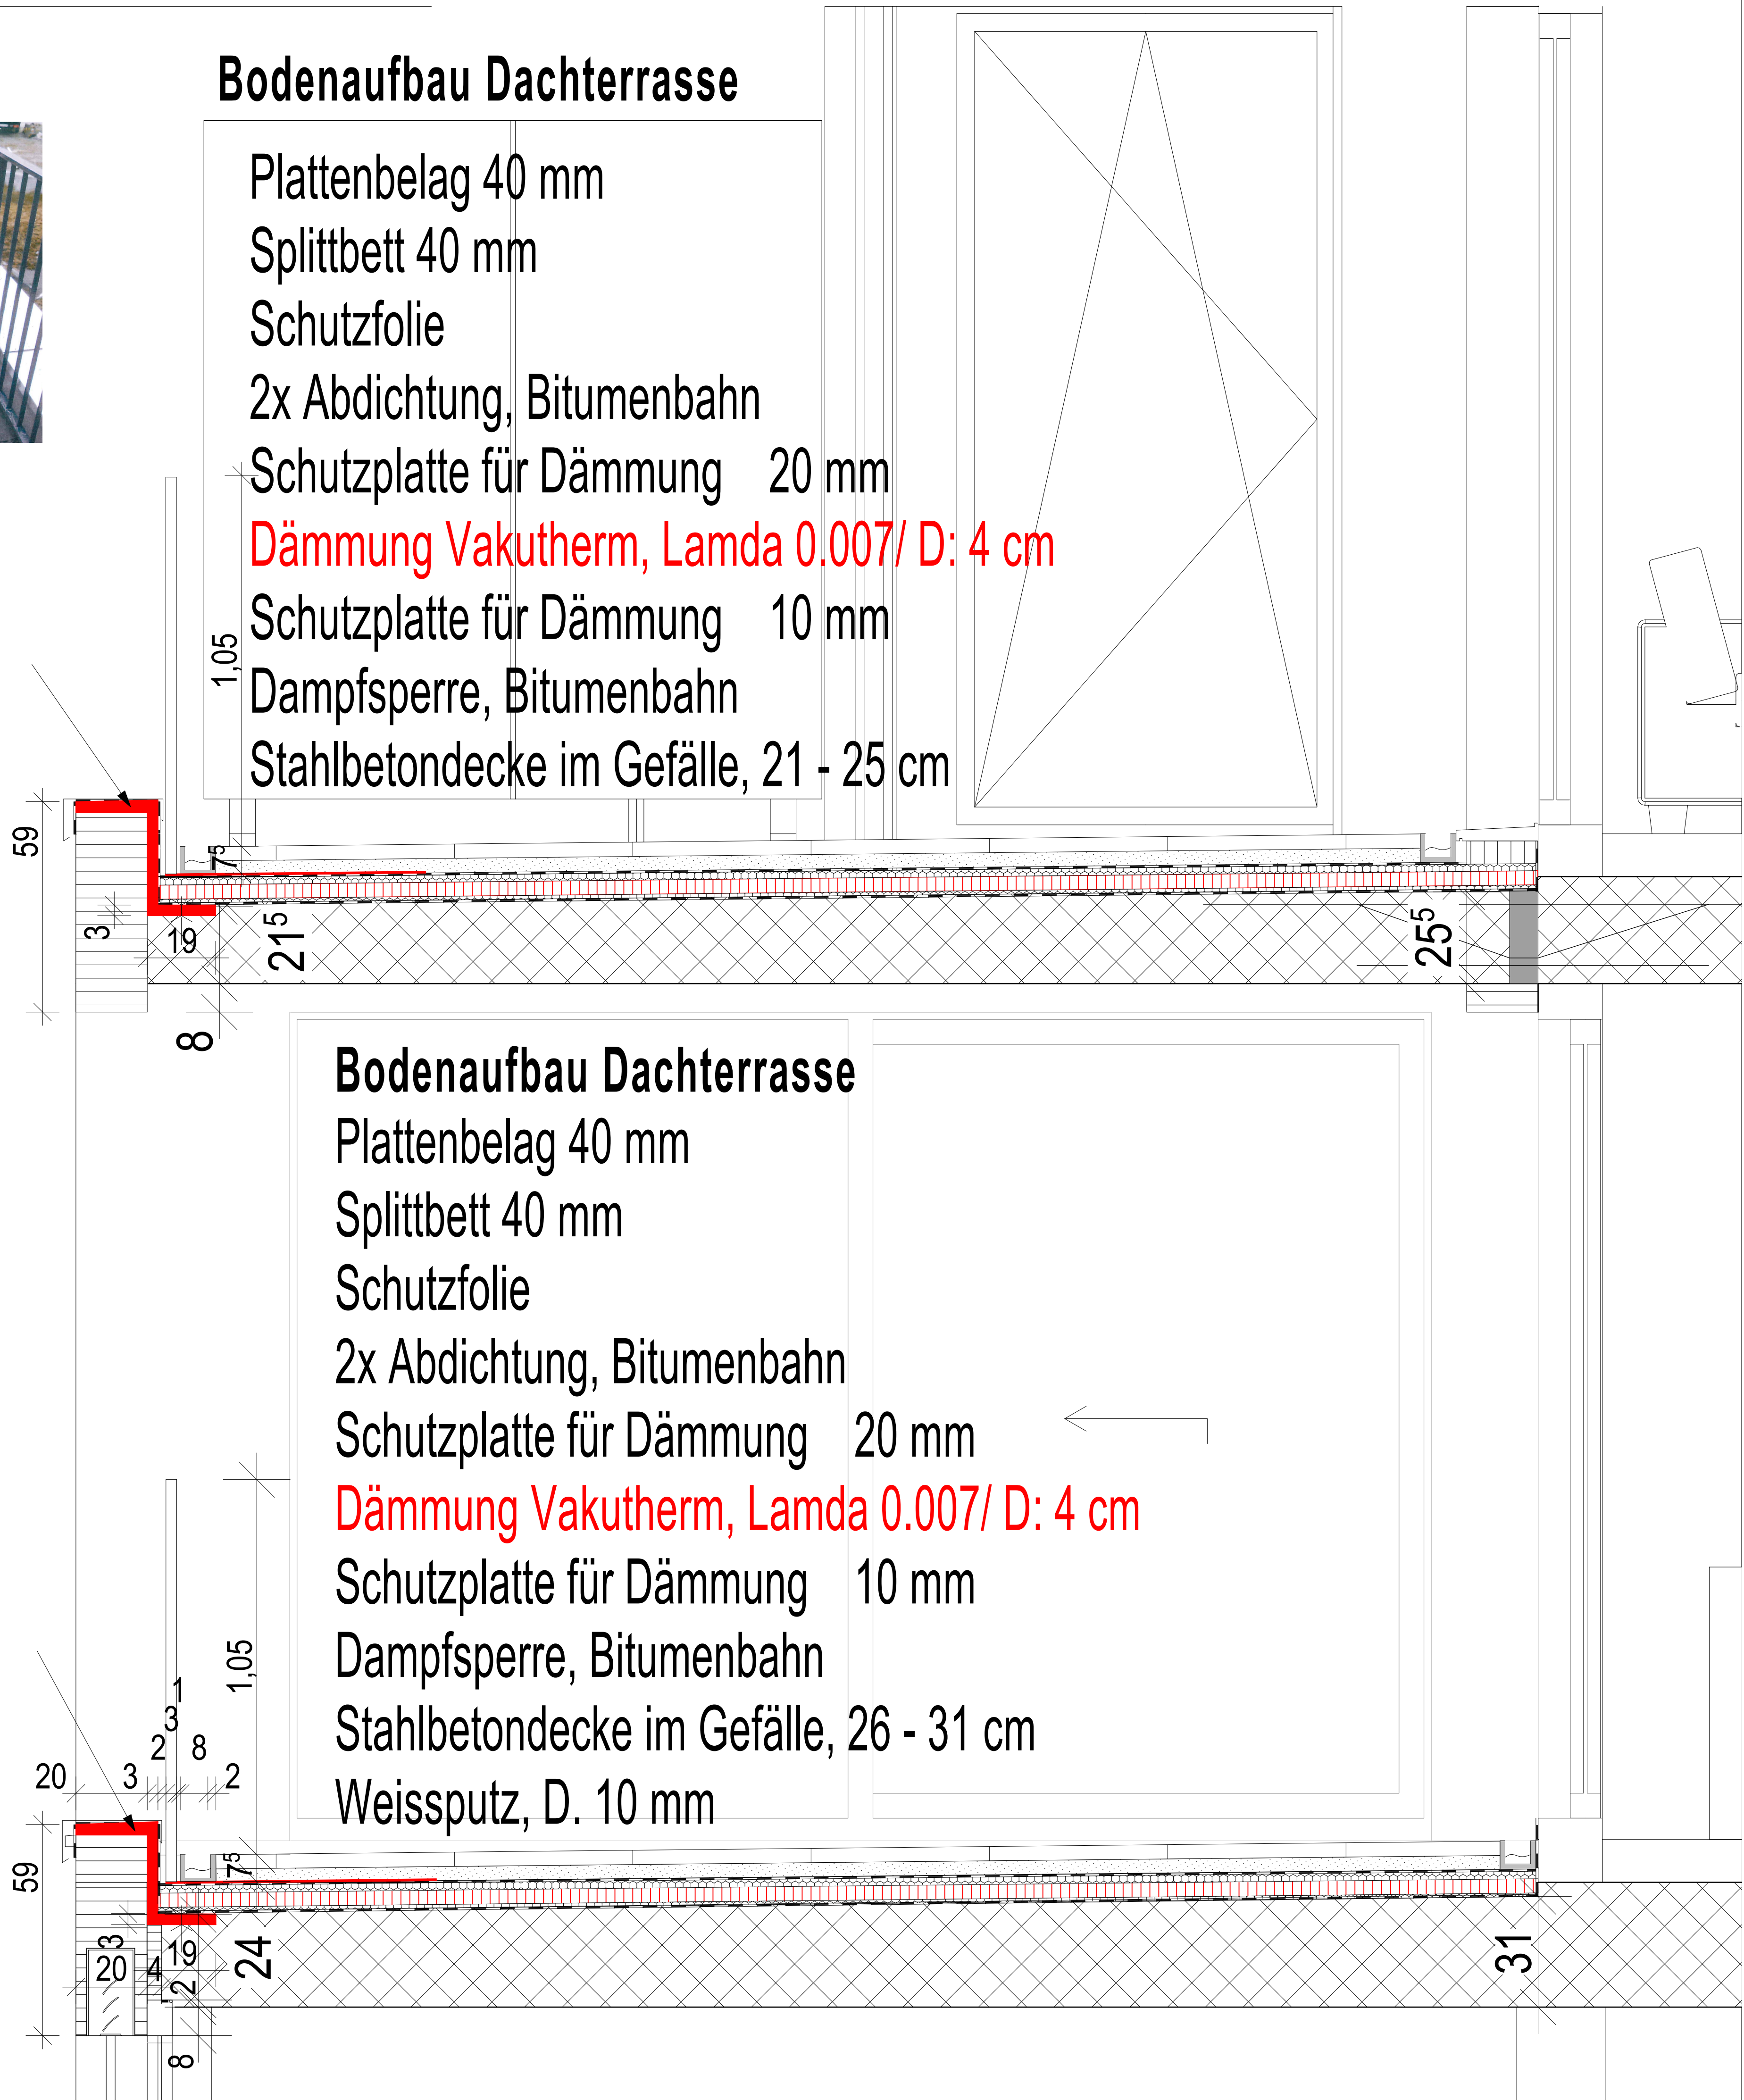 Bodenaufbau Dachterrasse
Plattenbelag 40 mm
Splittbett 40 mm
Schutzfolie
2x Abdichtung, Bitumenbahn
Schutzplatte für Dämmung 20 mm
Dämmung Vakutherm, Lamda 0.007/ D: 4 cm
Schutzplatte für Dämmung 10 mm
1,05
Dampfsperre, Bitumenbahn
Stahlbetondecke im Gefälle, 21 - 25 cm
59
7⁵
3
19
21⁵
25⁵
8
Bodenaufbau Dachterrasse
Plattenbelag 40 mm
Splittbett 40 mm
Schutzfolie
2x Abdichtung, Bitumenbahn
Schutzplatte für Dämmung 20 mm
Dämmung Vakutherm, Lamda 0.007/ D: 4 cm
Schutzplatte für Dämmung 10 mm
Dampfsperre, Bitumenbahn
1,05
1
3
Stahlbetondecke im Gefälle, 26 - 31 cm
2 8
20 3 2
Weissputz, D. 10 mm
59
7⁵
3
19
24
31
20 4
2
8